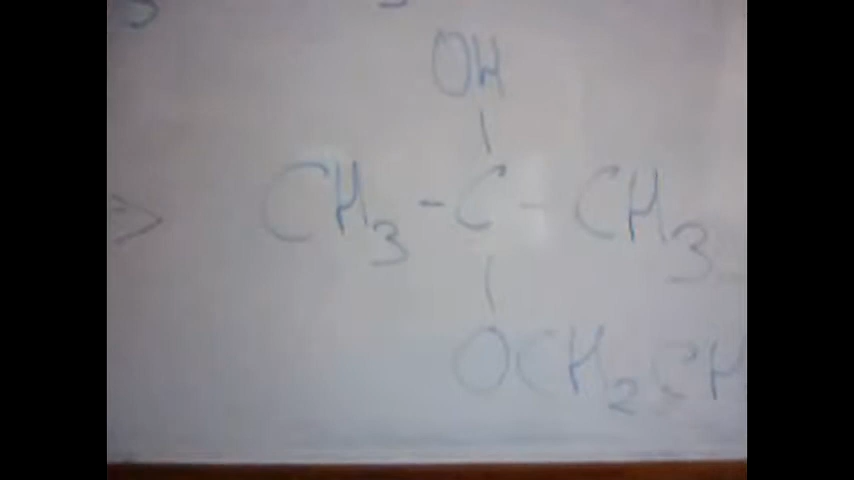 OH
|
=> CH3 - C - CH3
|
OCH2CH